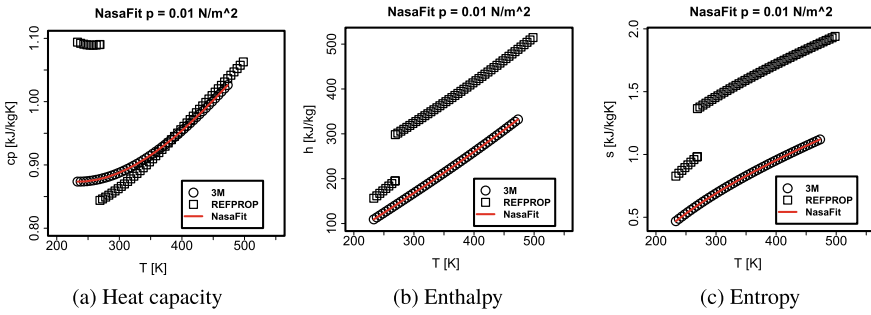 NasaFit p = 0.01 N/m^2
cp [kJ/kgK]
1.10
1.00
0.90
0.80
200 300 400 500
T [K]
3M
REFPROP
NasaFit
(a) Heat capacity
NasaFit p = 0.01 N/m^2
h [kJ/kg]
500
400
300
200
100
200 300 400 500
T [K]
3M
REFPROP
NasaFit
(b) Enthalpy
NasaFit p = 0.01 N/m^2
s [kJ/kgK]
2.0
1.5
1.0
0.5
200 300 400 500
T [K]
3M
REFPROP
NasaFit
(c) Entropy